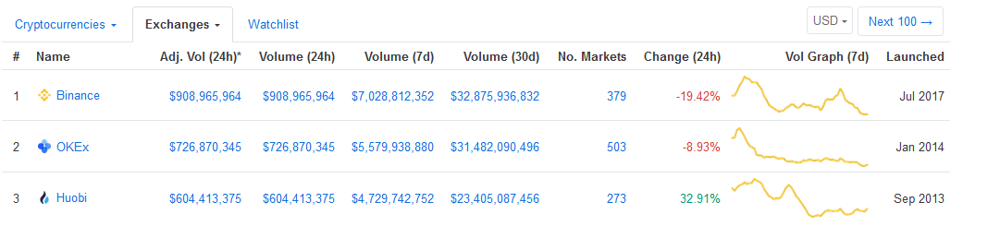 Cryptocurrencies Exchanges Watchlist USD Next 100 →
# Name Adj. Vol (24h)* Volume (24h) Volume (7d) Volume (30d) No. Markets Change (24h) Vol Graph (7d) Launched
1 Binance $908,965,964 $908,965,964 $7,028,812,352 $32,875,936,832 379 -19.42% Jul 2017
2 OKEx $726,870,345 $726,870,345 $5,579,938,880 $31,482,090,496 503 -8.93% Jan 2014
3 Huobi $604,413,375 $604,413,375 $4,729,742,752 $23,405,087,456 273 32.91% Sep 2013